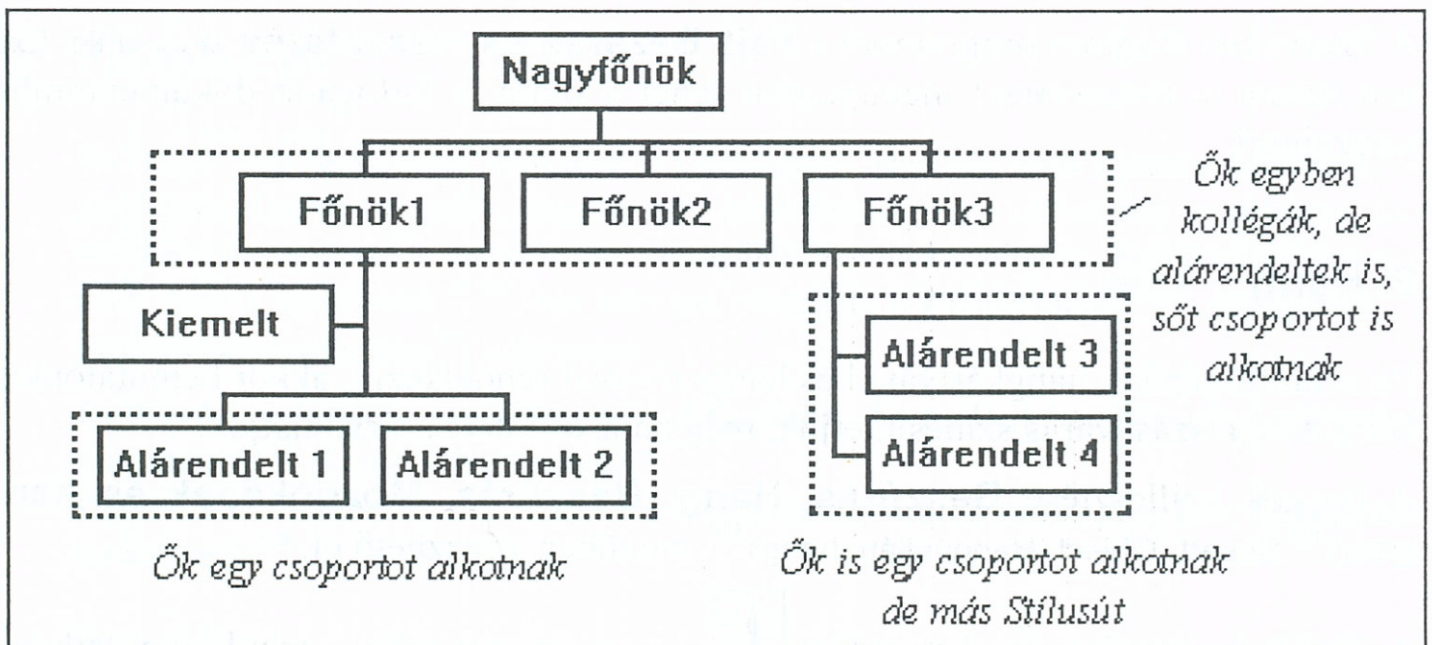 Nagyfőnök
Főnök1
Főnök2
Főnök3
Ők egyben
kollégák, de
alárendeltek is,
sőt csoportot is
alkotnak
Kiemelt
Alárendelt 3
Alárendelt 4
Alárendelt 1
Alárendelt 2
Ők egy csoportot alkotnak
Ők is egy csoportot alkotnak
de más Stílusút